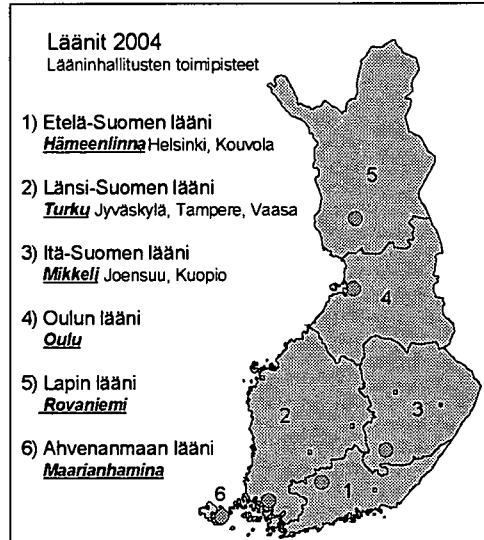 Läänit 2004
Lääninhallitusten toimipisteet
1) Etelä-Suomen lääni
Hämeenlinna Helsinki, Kouvola
2) Länsi-Suomen lääni
Turku Jyväskylä, Tampere, Vaasa
3) Itä-Suomen lääni
Mikkeli Joensuu, Kuopio
4) Oulun lääni
Oulu
5) Lapin lääni
Rovaniemi
6) Ahvenanmaan lääni
Maarianhamina
5
4
2
3
1
6